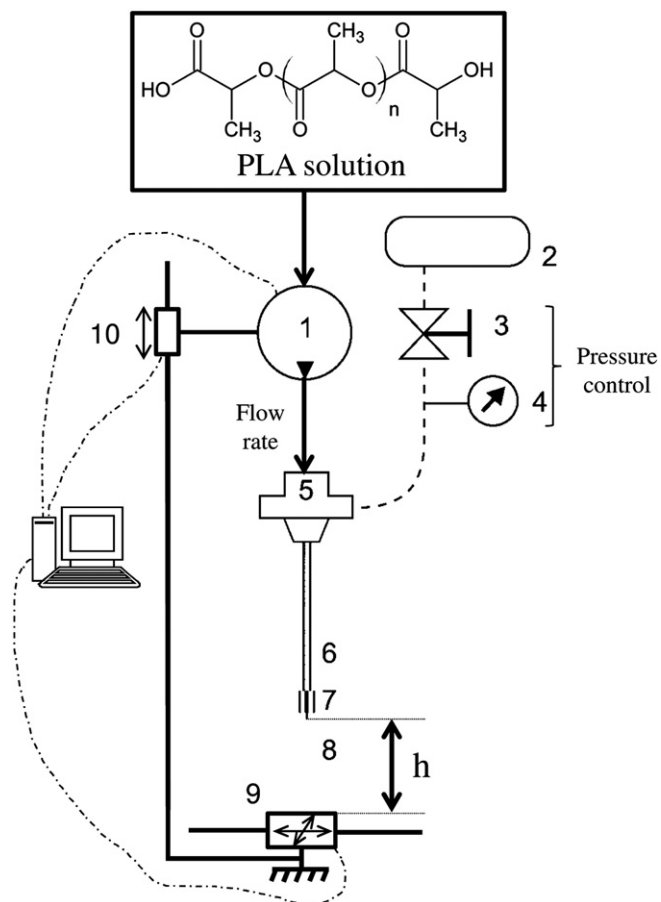 O
CH₃
O
HO
O
O
n
OH
CH₃
O
CH₃
PLA solution
1
2
3
4
Pressure
control
10
Flow
rate
5
6
7
8
h
9